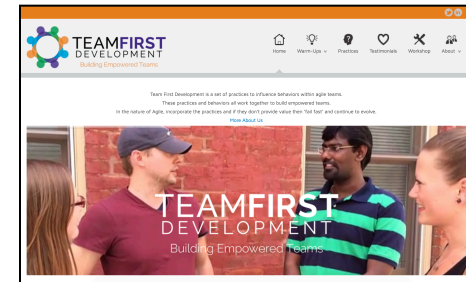 TEAMFIRST
DEVELOPMENT
Building Empowered Teams
Home
Warm-Ups
Practices
Testimonials
Workshop
About
Team First Development is a set of practices to influence behaviors within agile teams.
These practices and behaviors all work together to build empowered teams.
In the nature of Agile, incorporate the practices and if they don't provide value then "fail fast" and continue to evolve.
More About Us
TEAMFIRST
DEVELOPMENT
Building Empowered Teams